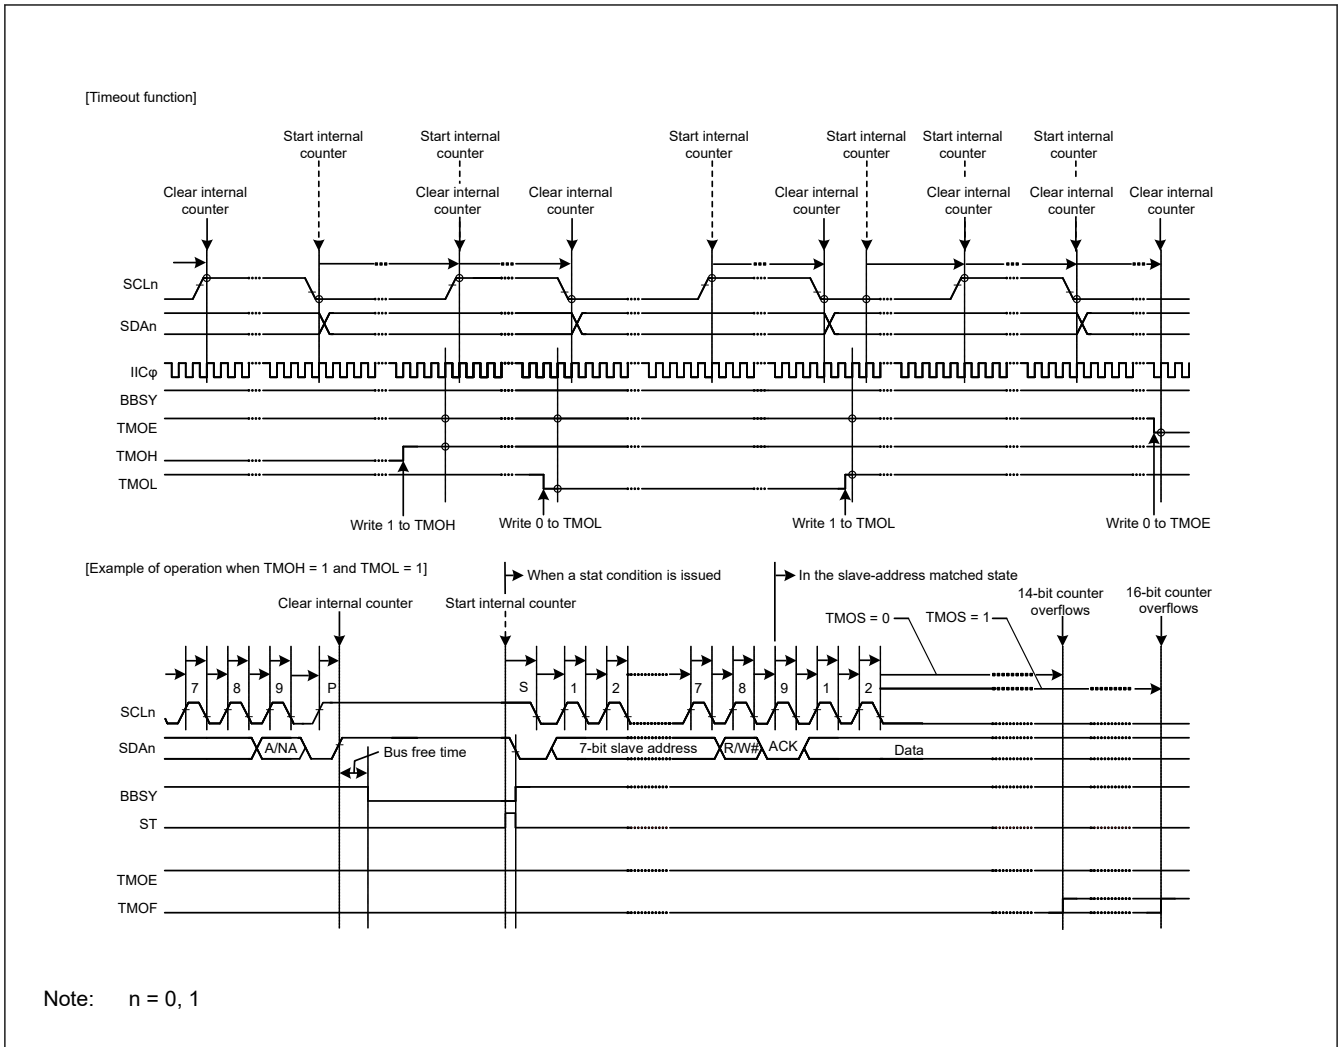 [Timeout function]
Start internal
counter
Start internal
counter
Start internal
counter
Start internal
counter
Start internal
counter
Start internal
counter
Clear internal
counter
Clear internal
counter
Clear internal
counter
Clear internal
counter
Clear internal
counter
Clear internal
counter
Clear internal
counter
SCLn
SDAn
IICφ
BBSY
TMOE
TMOH
TMOL
Write 1 to TMOH
Write 0 to TMOL
Write 1 to TMOL
Write 0 to TMOE
[Example of operation when TMOH = 1 and TMOL = 1]
When a stat condition is issued
In the slave-address matched state
Clear internal counter
Start internal counter
14-bit counter
overflows
16-bit counter
overflows
TMOS = 0
TMOS = 1
7 8 9 P S 1 2 7 8 9 1 2
SCLn
SDAn
A/NA
7-bit slave address
R/W#
ACK
Data
Bus free time
BBSY
ST
TMOE
TMOF
Note: n = 0, 1